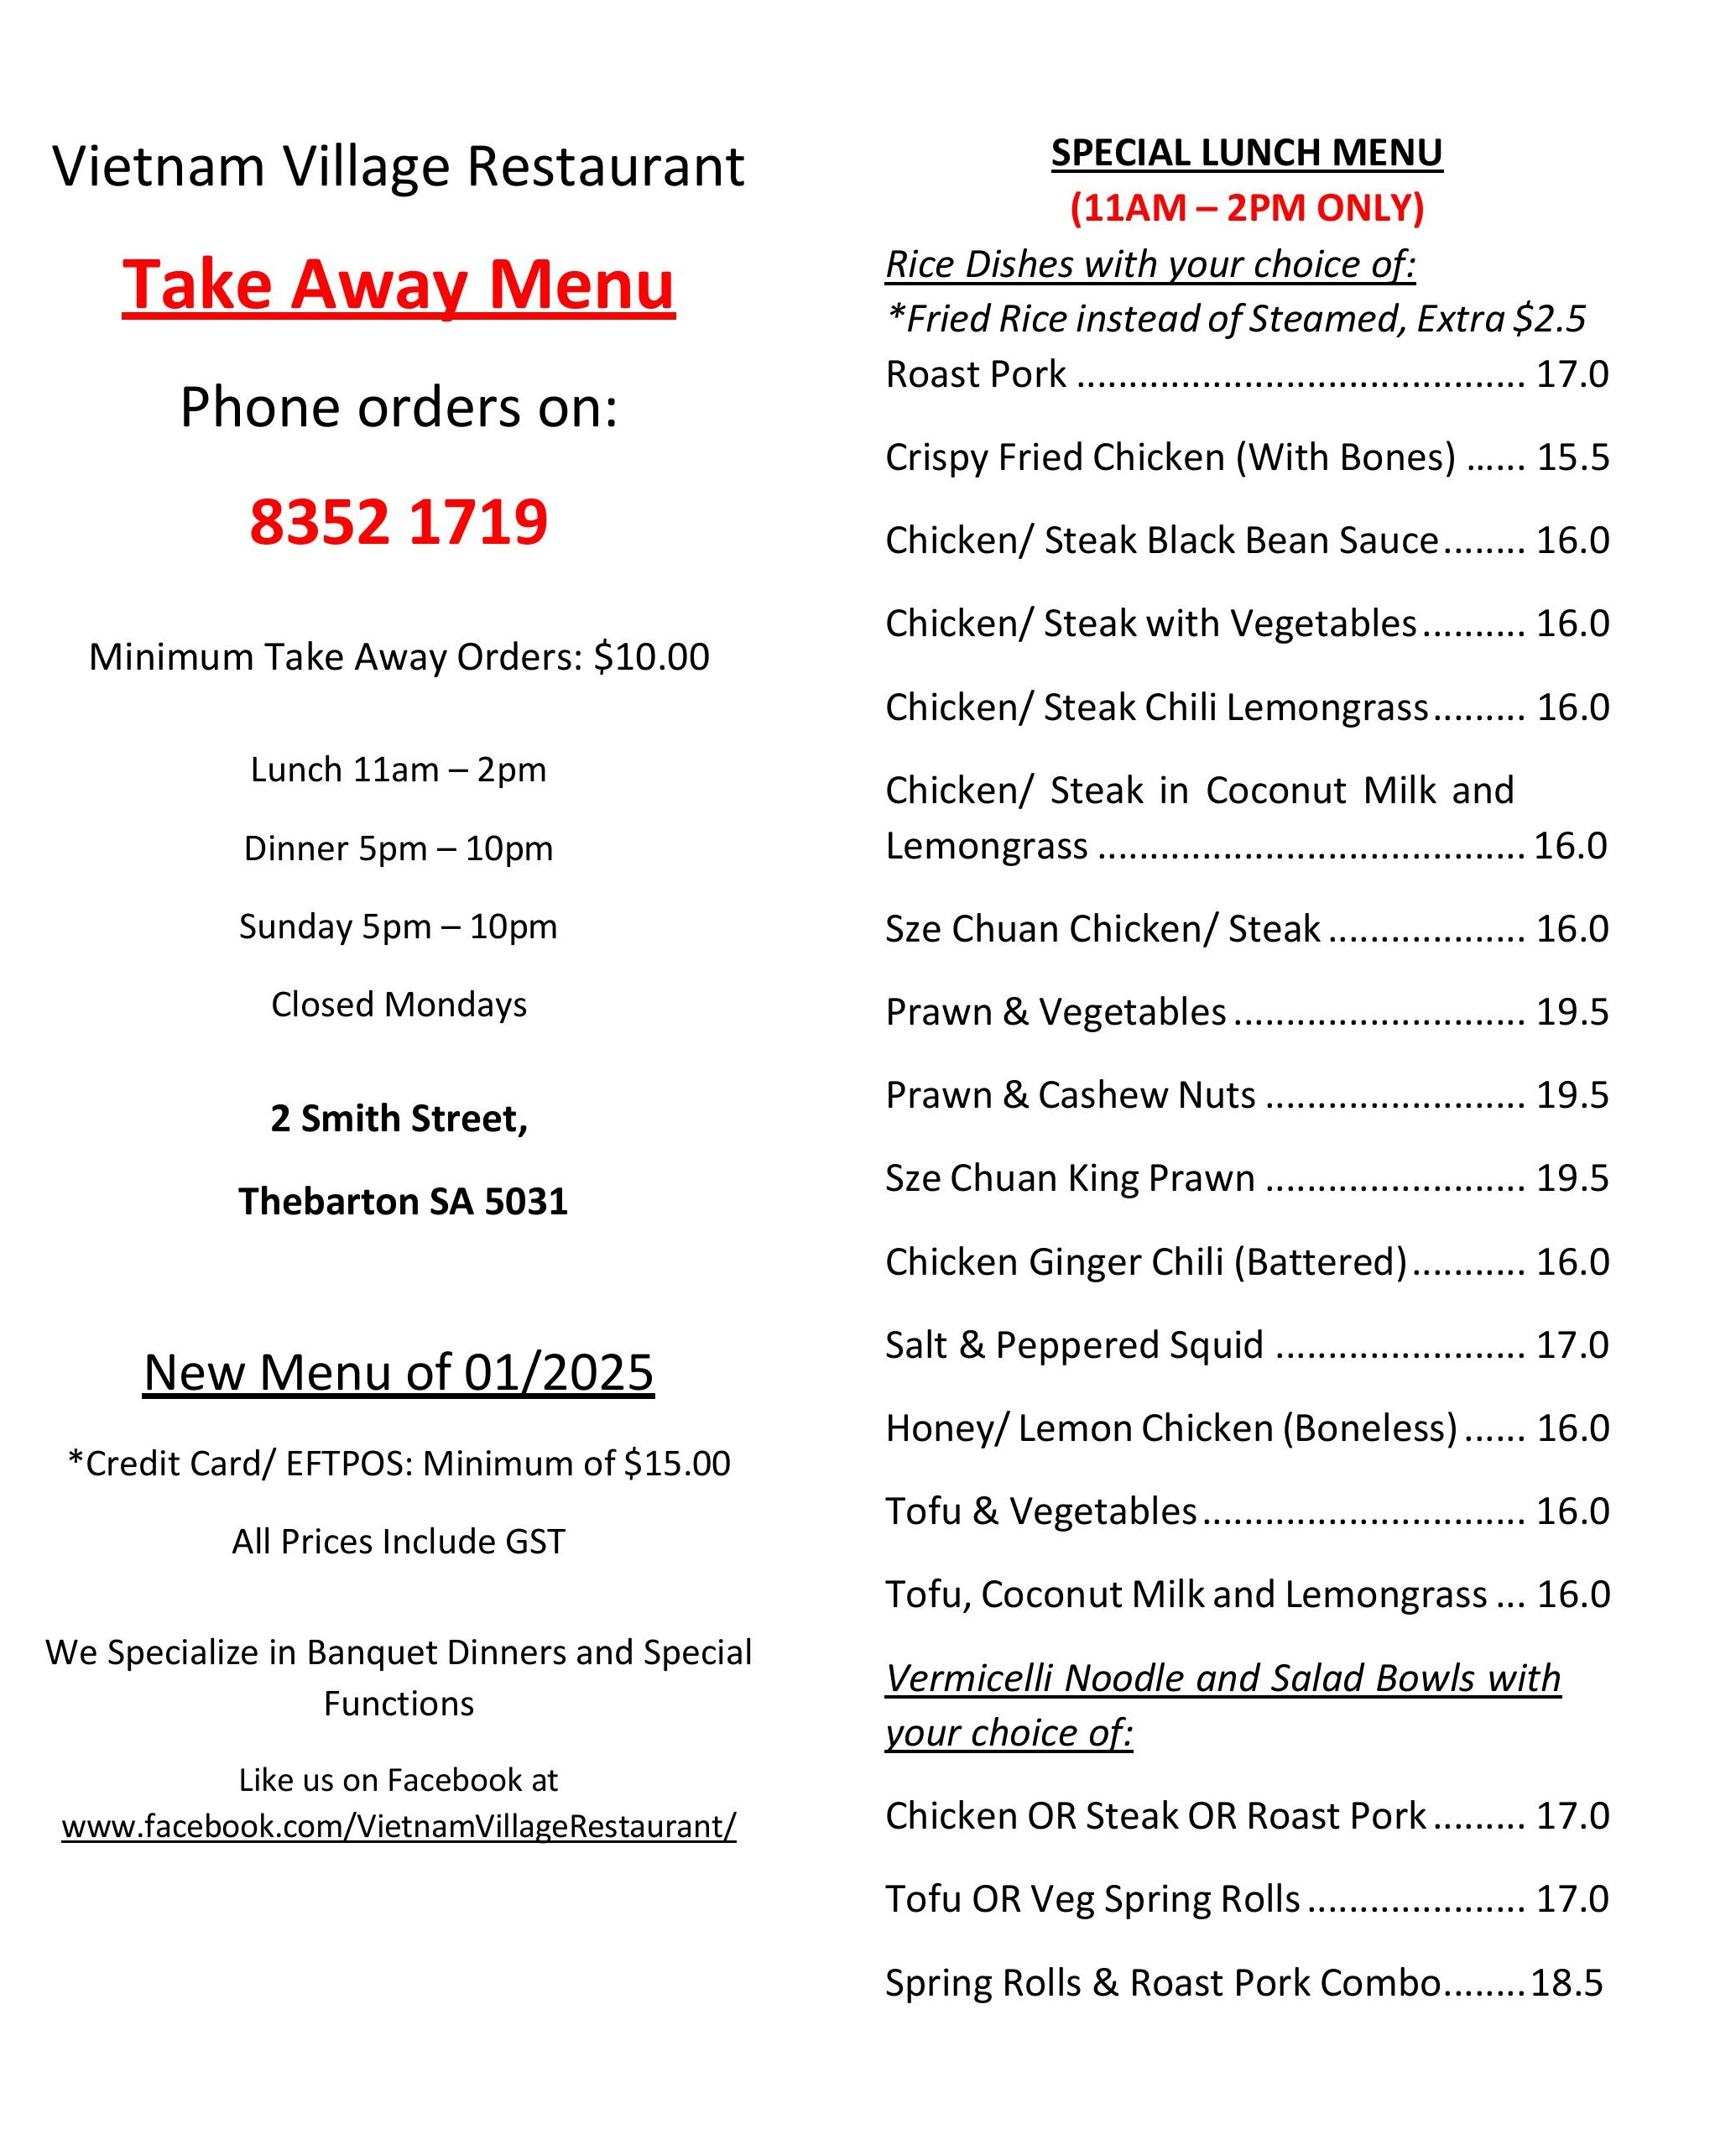 Vietnam Village Restaurant
Take Away Menu
Phone orders on:
8352 1719
Minimum Take Away Orders: $10.00
Lunch 11am – 2pm
Dinner 5pm – 10pm
Sunday 5pm – 10pm
Closed Mondays
2 Smith Street,
Thebarton SA 5031
New Menu of 01/2025
*Credit Card/ EFTPOS: Minimum of $15.00
All Prices Include GST
We Specialize in Banquet Dinners and Special
Functions
Like us on Facebook at
www.facebook.com/VietnamVillageRestaurant/
SPECIAL LUNCH MENU
(11AM – 2PM ONLY)
Rice Dishes with your choice of:
*Fried Rice instead of Steamed, Extra $2.5
Roast Pork ........................................... 17.0
Crispy Fried Chicken (With Bones) ...... 15.5
Chicken/ Steak Black Bean Sauce........ 16.0
Chicken/ Steak with Vegetables.......... 16.0
Chicken/ Steak Chili Lemongrass......... 16.0
Chicken/ Steak in Coconut Milk and
Lemongrass ......................................... 16.0
Sze Chuan Chicken/ Steak ................... 16.0
Prawn & Vegetables............................ 19.5
Prawn & Cashew Nuts ......................... 19.5
Sze Chuan King Prawn ......................... 19.5
Chicken Ginger Chili (Battered)........... 16.0
Salt & Peppered Squid ........................ 17.0
Honey/ Lemon Chicken (Boneless)...... 16.0
Tofu & Vegetables............................... 16.0
Tofu, Coconut Milk and Lemongrass ... 16.0
Vermicelli Noodle and Salad Bowls with
your choice of:
Chicken OR Steak OR Roast Pork......... 17.0
Tofu OR Veg Spring Rolls..................... 17.0
Spring Rolls & Roast Pork Combo........18.5